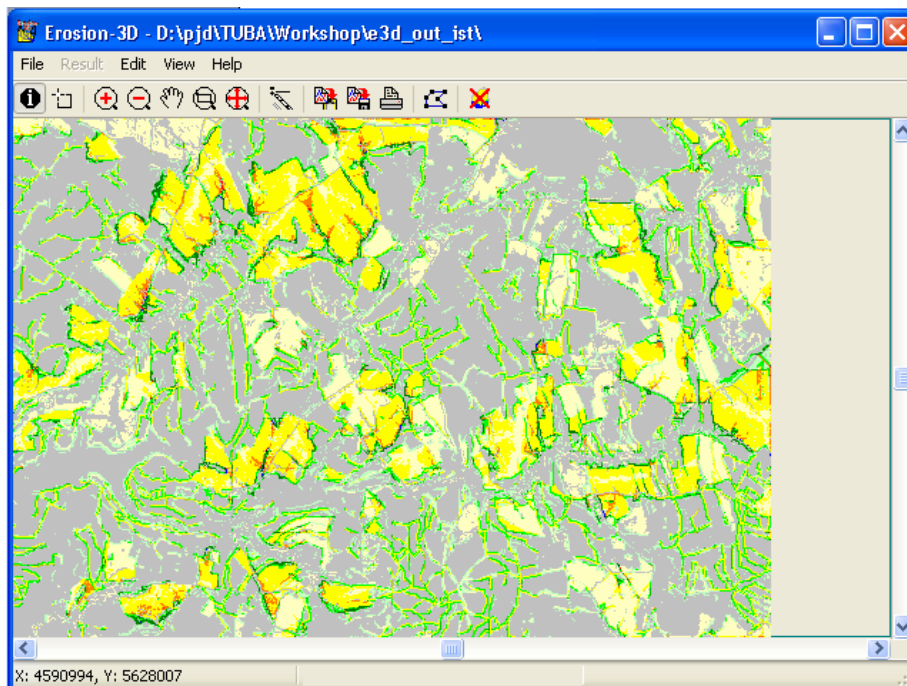 Erosion-3D - D:\pjd\TUBA\Workshop\e3d_out_ist\
File Result Edit View Help
X: 4590994, Y: 5628007